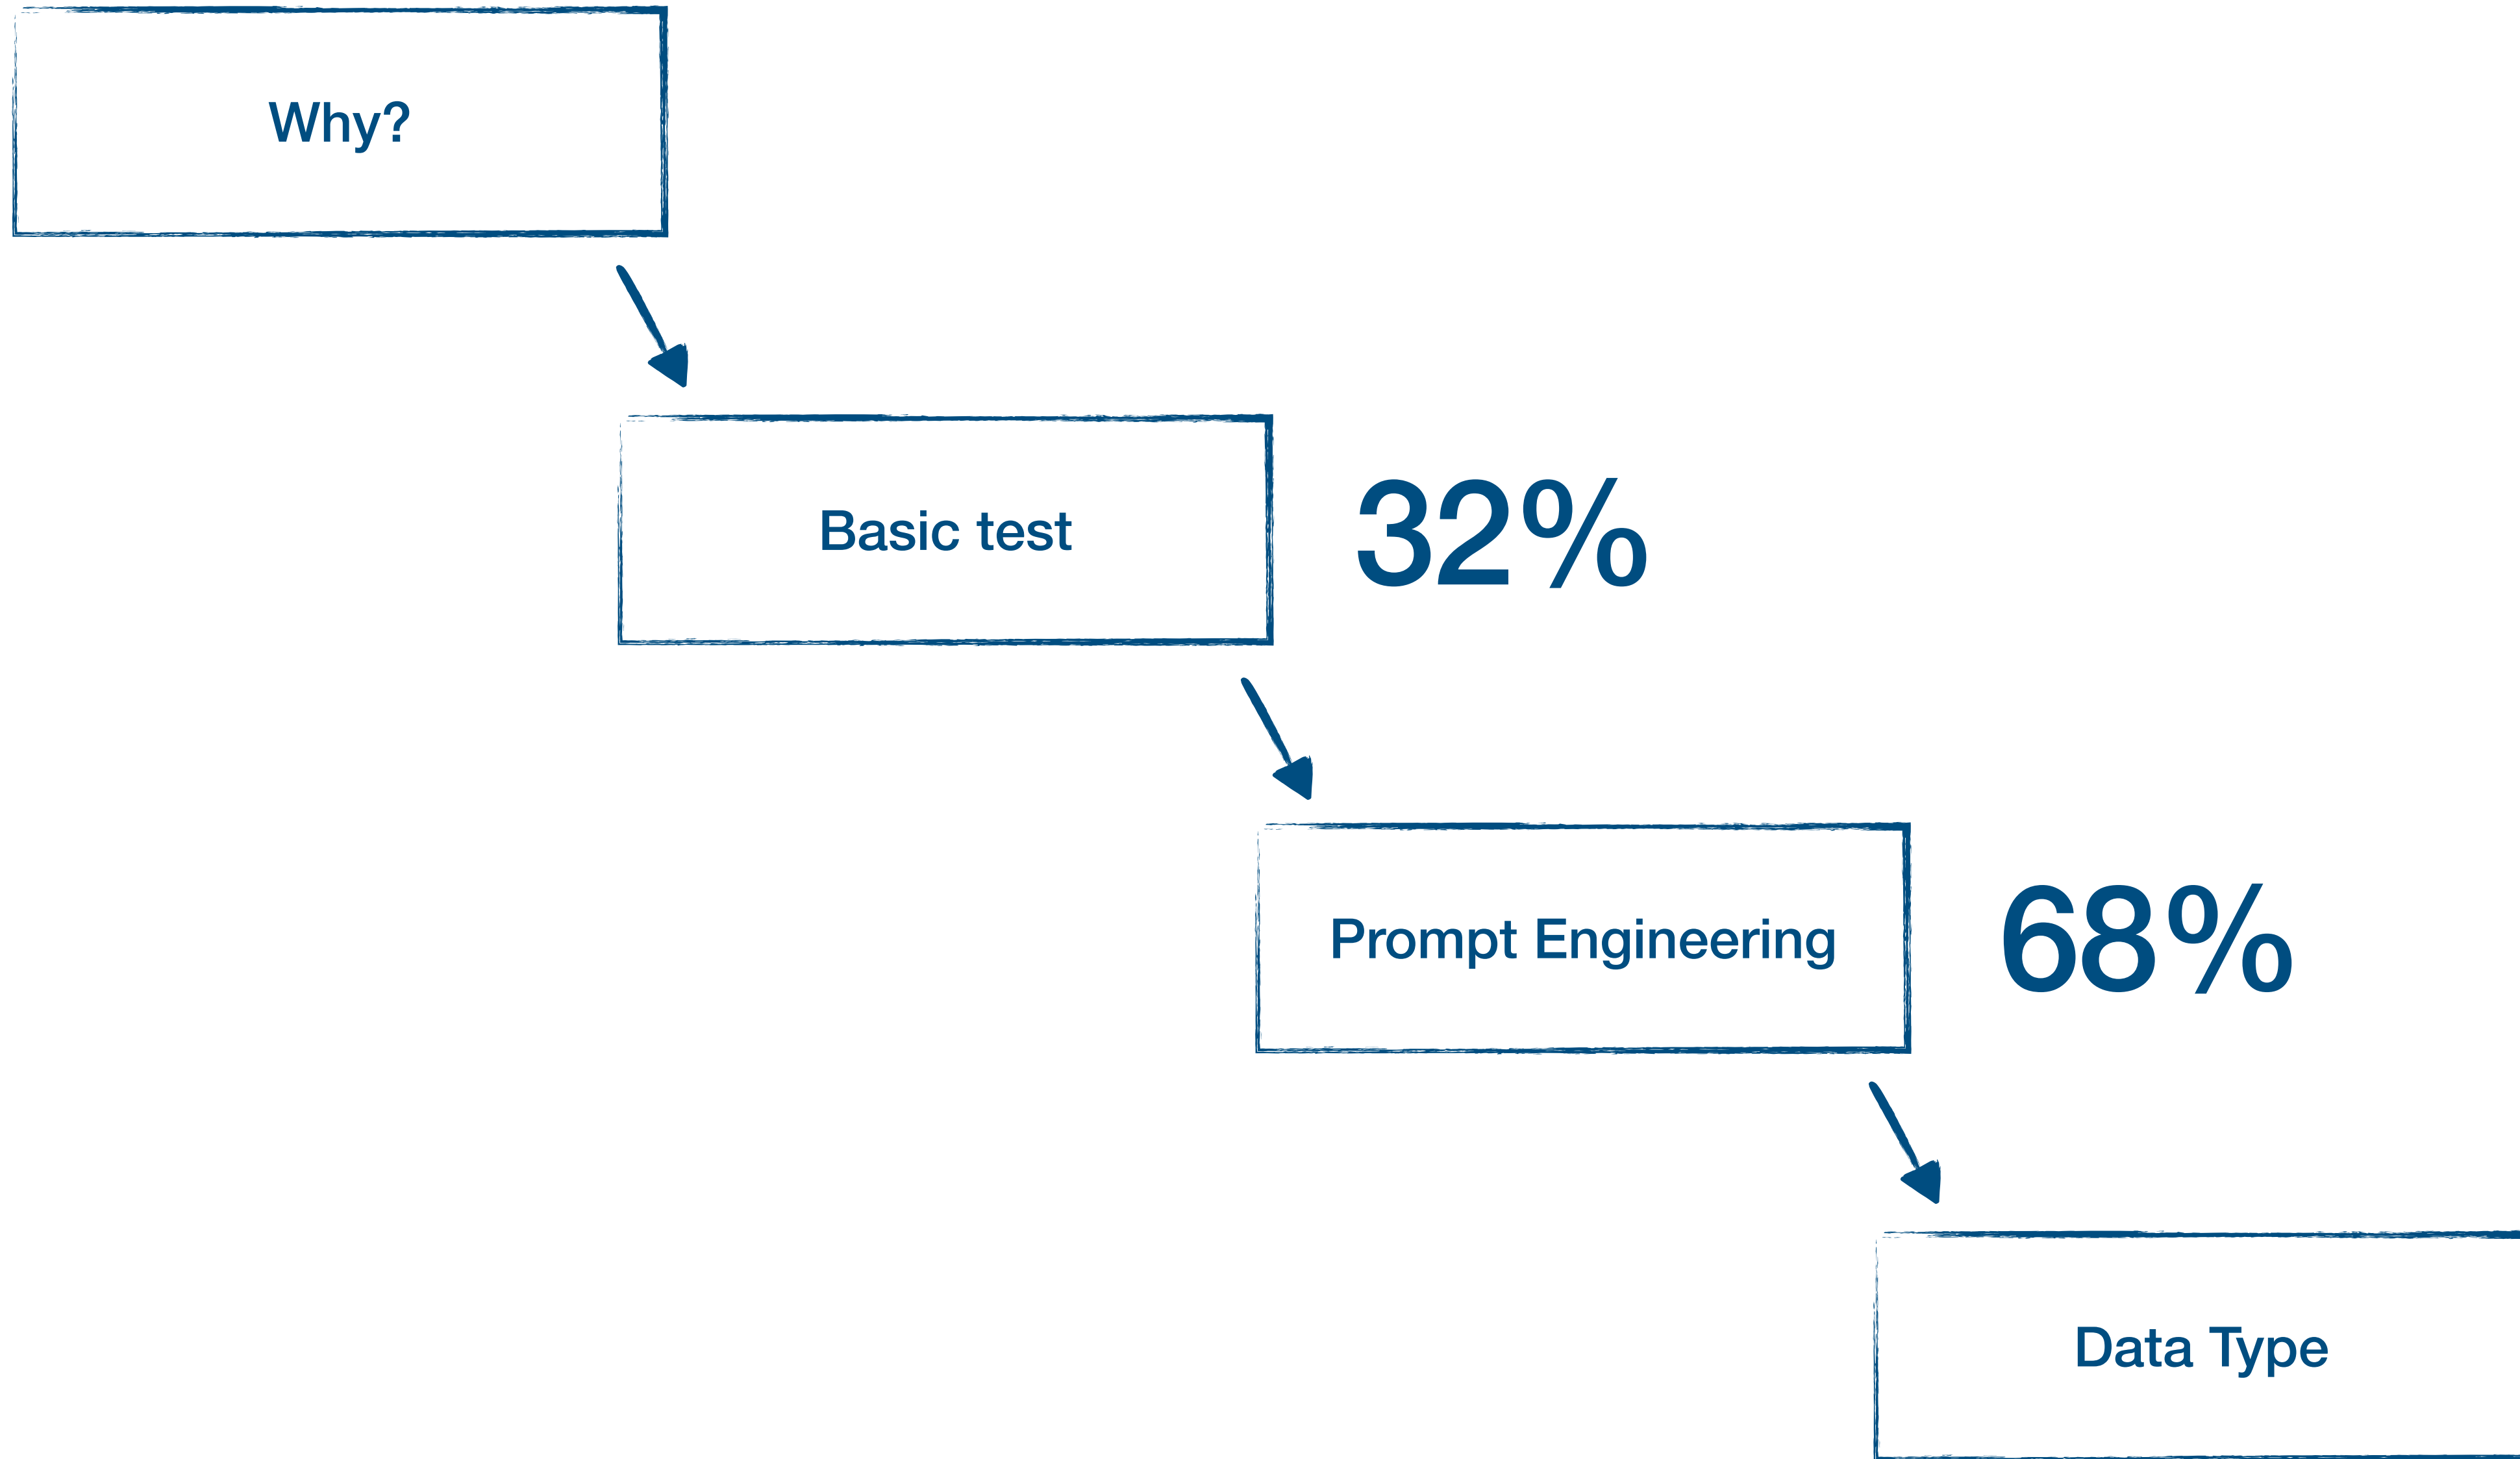 Why?
Basic test
32%
Prompt Engineering
68%
Data Type